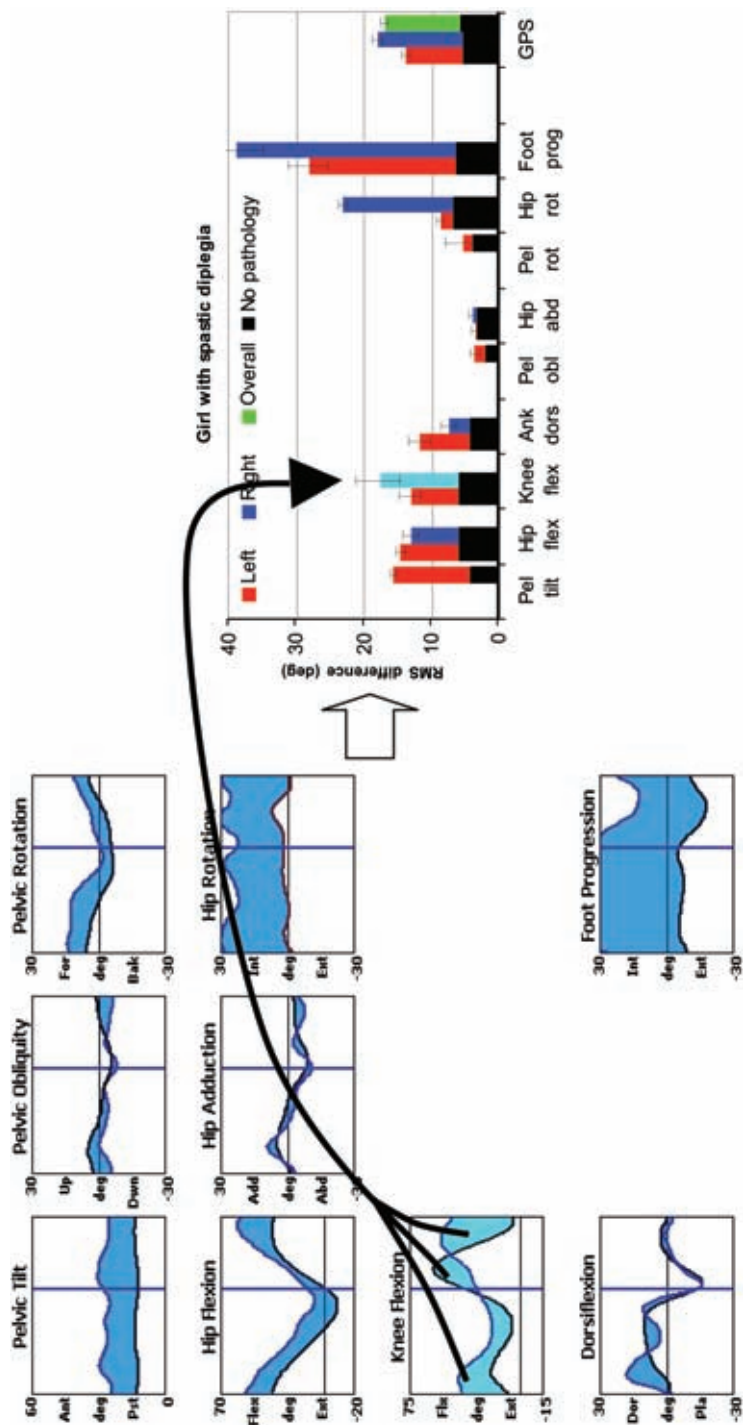 Pelvic Tilt
60
Ant
deg
Pst
0
Pelvic Obliquity
30
Up
deg
Dwn
-30
Pelvic Rotation
30
For
deg
Bak
-30
Hip Flexion
70
Flex
Ext
-20
Hip Adduction
30
Add
deg
Abd
-30
Hip Rotation
30
Int
deg
Ext
-30
Knee Flexion
75
Flx
deg
Ext
-15
Dorsiflexion
30
Dor
deg
Pla
-30
Foot Progression
30
Int
deg
Ext
-30
Girl with spastic diplegia
Left Right Overall No pathology
RMS difference (deg)
40
30
20
10
0
Pel Hip Knee Ank Pel Hip Pel Hip Foot GPS
tilt flex flex dors obl abd rot rot prog